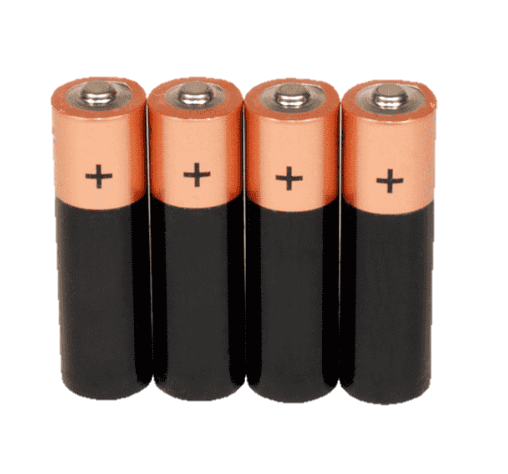 + + + +